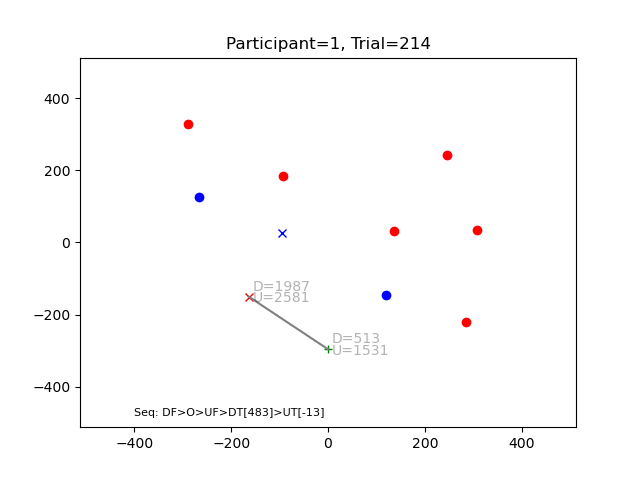 Participant=1, Trial=214
400
200
0
−200
−400
D=1987
U=2581
D=513
U=1531
Seq: DF>O>UF>DT[483]>UT[-13]
−400
−200
0
200
400